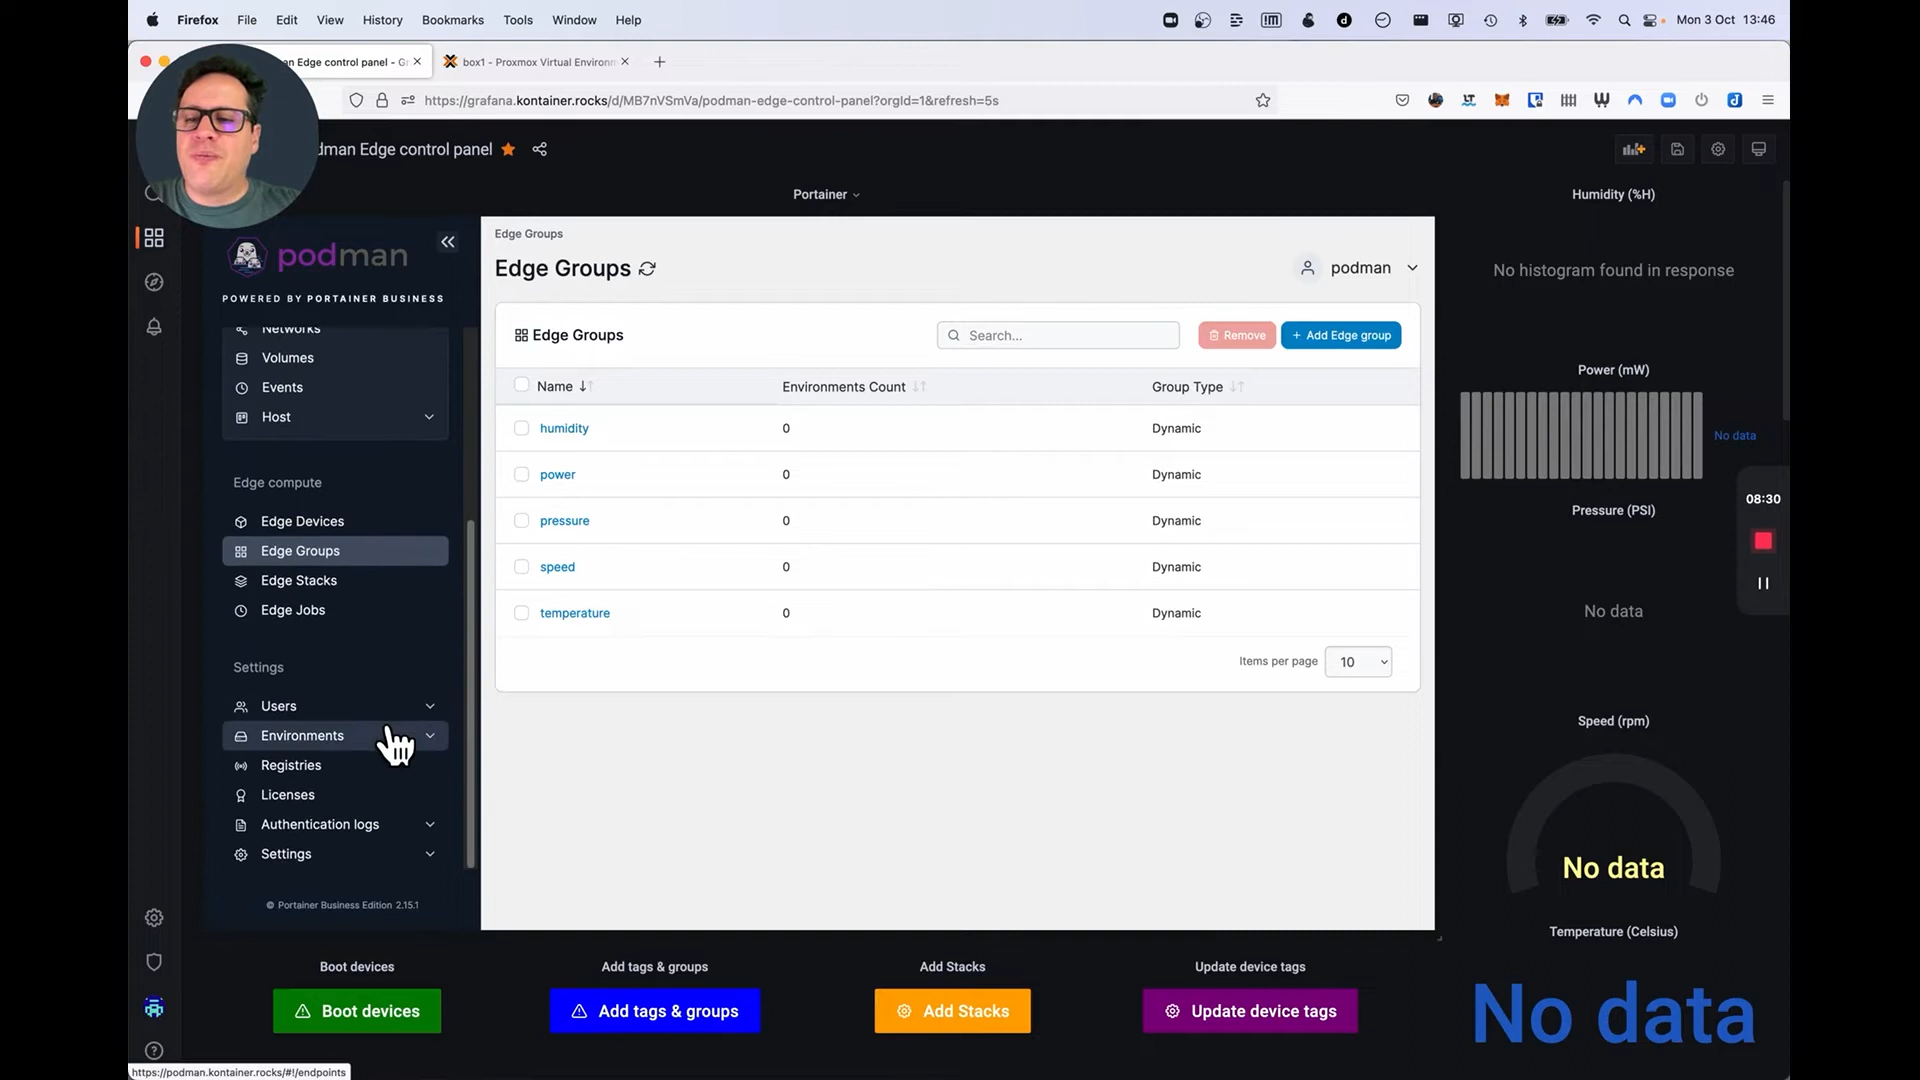 Firefox File Edit View History Bookmarks Tools Window Help
Mon 3 Oct 13:46
an Edge control panel - G
box1 - Proxmox Virtual Environm
https://grafana.kontainer.rocks/d/MB7nVSmVa/podman-edge-control-panel?orgId=1&refresh=5s
dman Edge control panel
Portainer
Humidity (%H)
No histogram found in response
Power (mW)
No data
Pressure (PSI)
No data
08:30
Speed (rpm)
No data
Temperature (Celsius)
No data
podman
POWERED BY PORTAINER BUSINESS
Networks
Volumes
Events
Host
Edge compute
Edge Devices
Edge Groups
Edge Stacks
Edge Jobs
Settings
Users
Environments
Registries
Licenses
Authentication logs
Settings
© Portainer Business Edition 2.15.1
Edge Groups
Edge Groups
podman
Edge Groups
Search...
Remove
+ Add Edge group
Name Environments Count Group Type
humidity 0 Dynamic
power 0 Dynamic
pressure 0 Dynamic
speed 0 Dynamic
temperature 0 Dynamic
Items per page 10
Boot devices
Add tags & groups
Add Stacks
Update device tags
Boot devices
Add tags & groups
Add Stacks
Update device tags
https://podman.kontainer.rocks/#!/endpoints